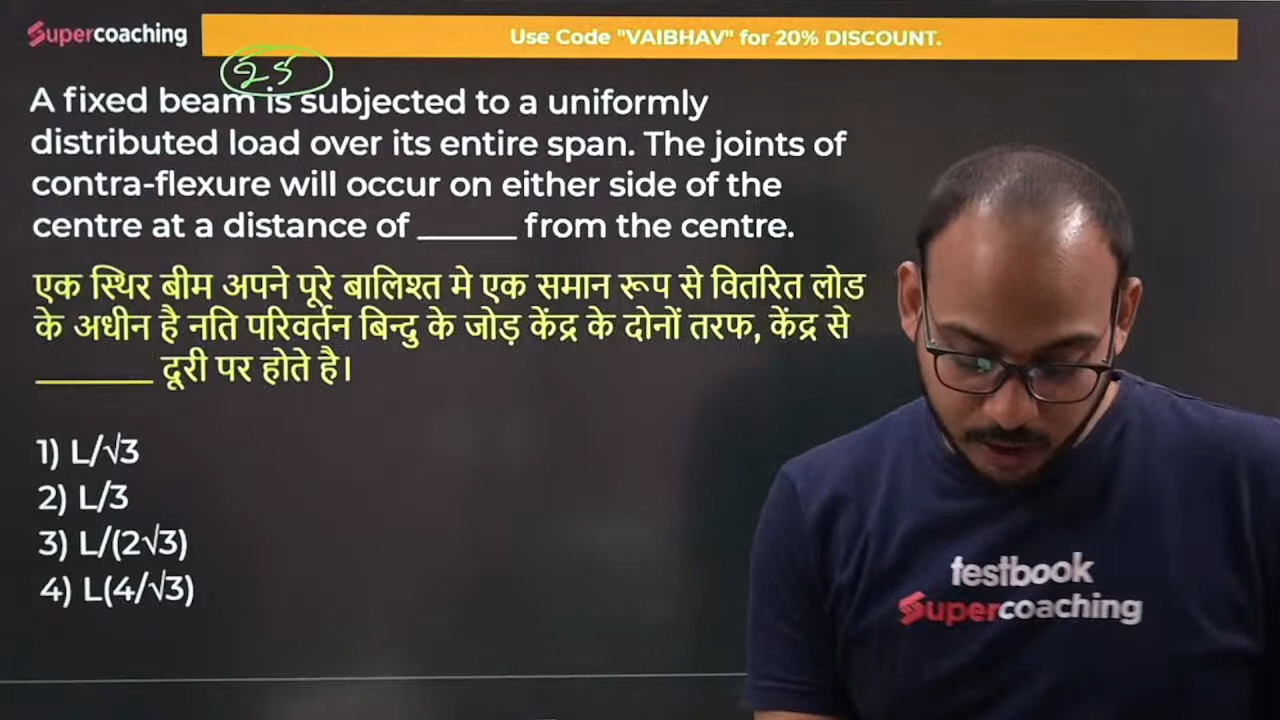 Supercoaching
Use Code "VAIBHAV" for 20% DISCOUNT.
25
A fixed beam is subjected to a uniformly
distributed load over its entire span. The joints of
contra-flexure will occur on either side of the
centre at a distance of ______ from the centre.
एक स्थिर बीम अपने पूरे बालिश्त मे एक समान रूप से वितरित लोड
के अधीन है नति परिवर्तन बिन्दु के जोड़ केंद्र के दोनों तरफ, केंद्र से
_______ दूरी पर होते है।
1) L/√3
2) L/3
3) L/(2√3)
4) L(4/√3)
testbook
Supercoaching